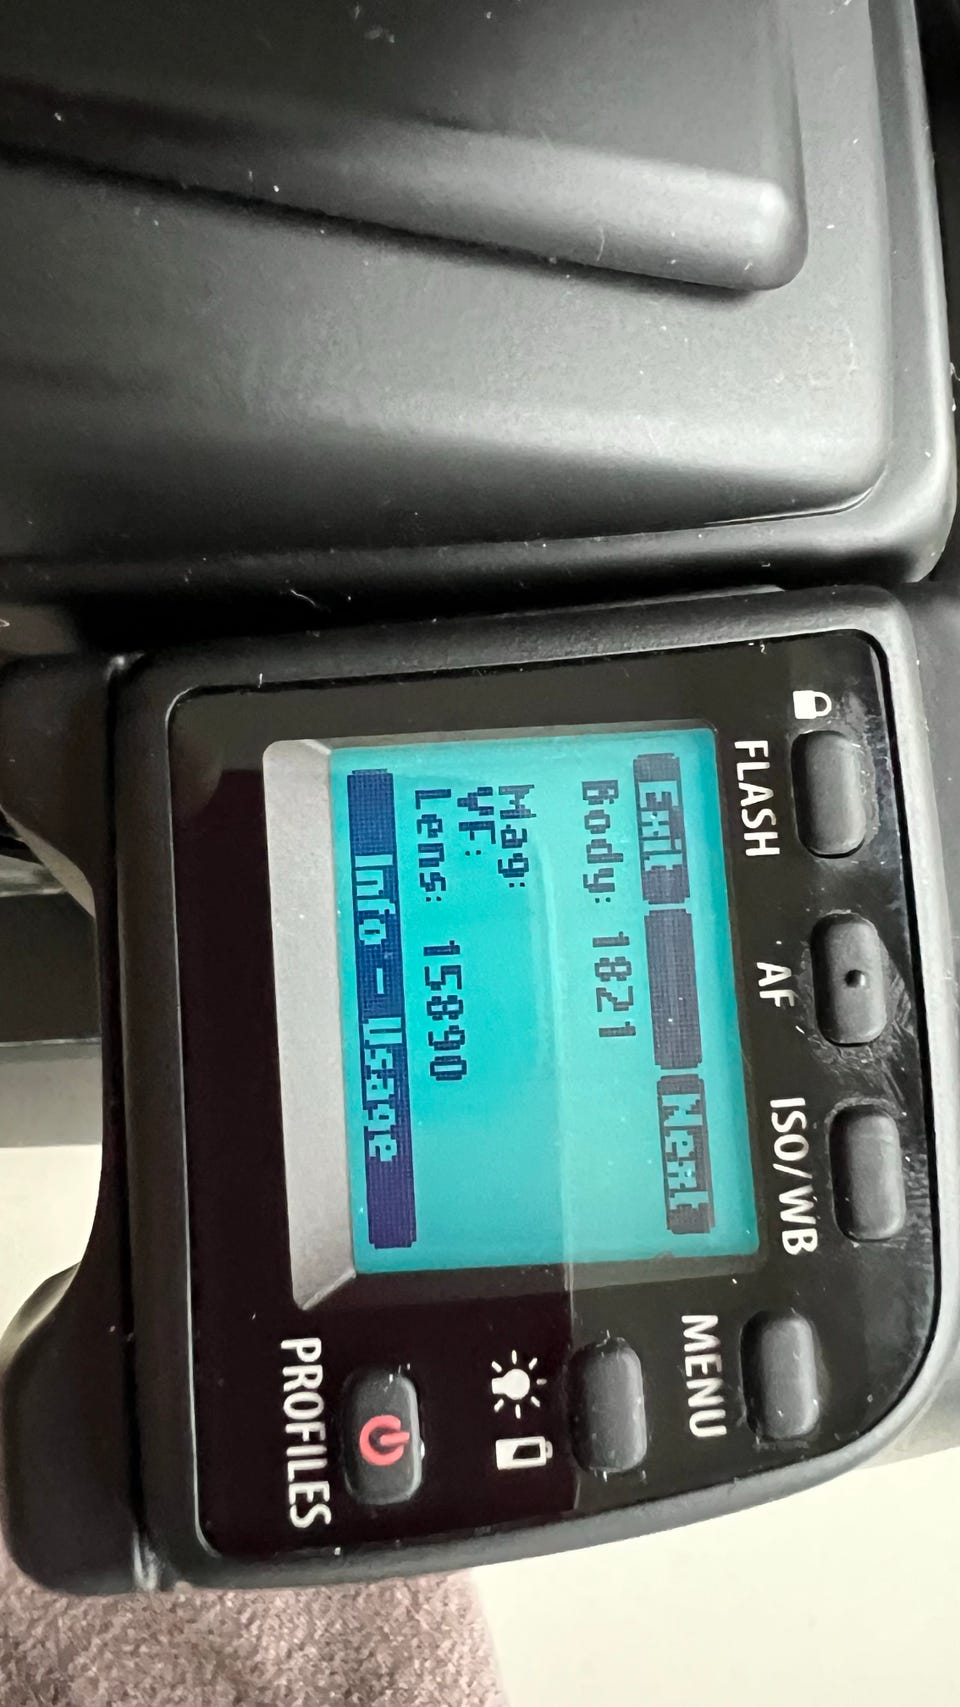 FLASH AF ISO/WB
MENU
Exit Next
Body: 1821
Mag:
VF:
Lens: 15890
Info - Usage
PROFILES